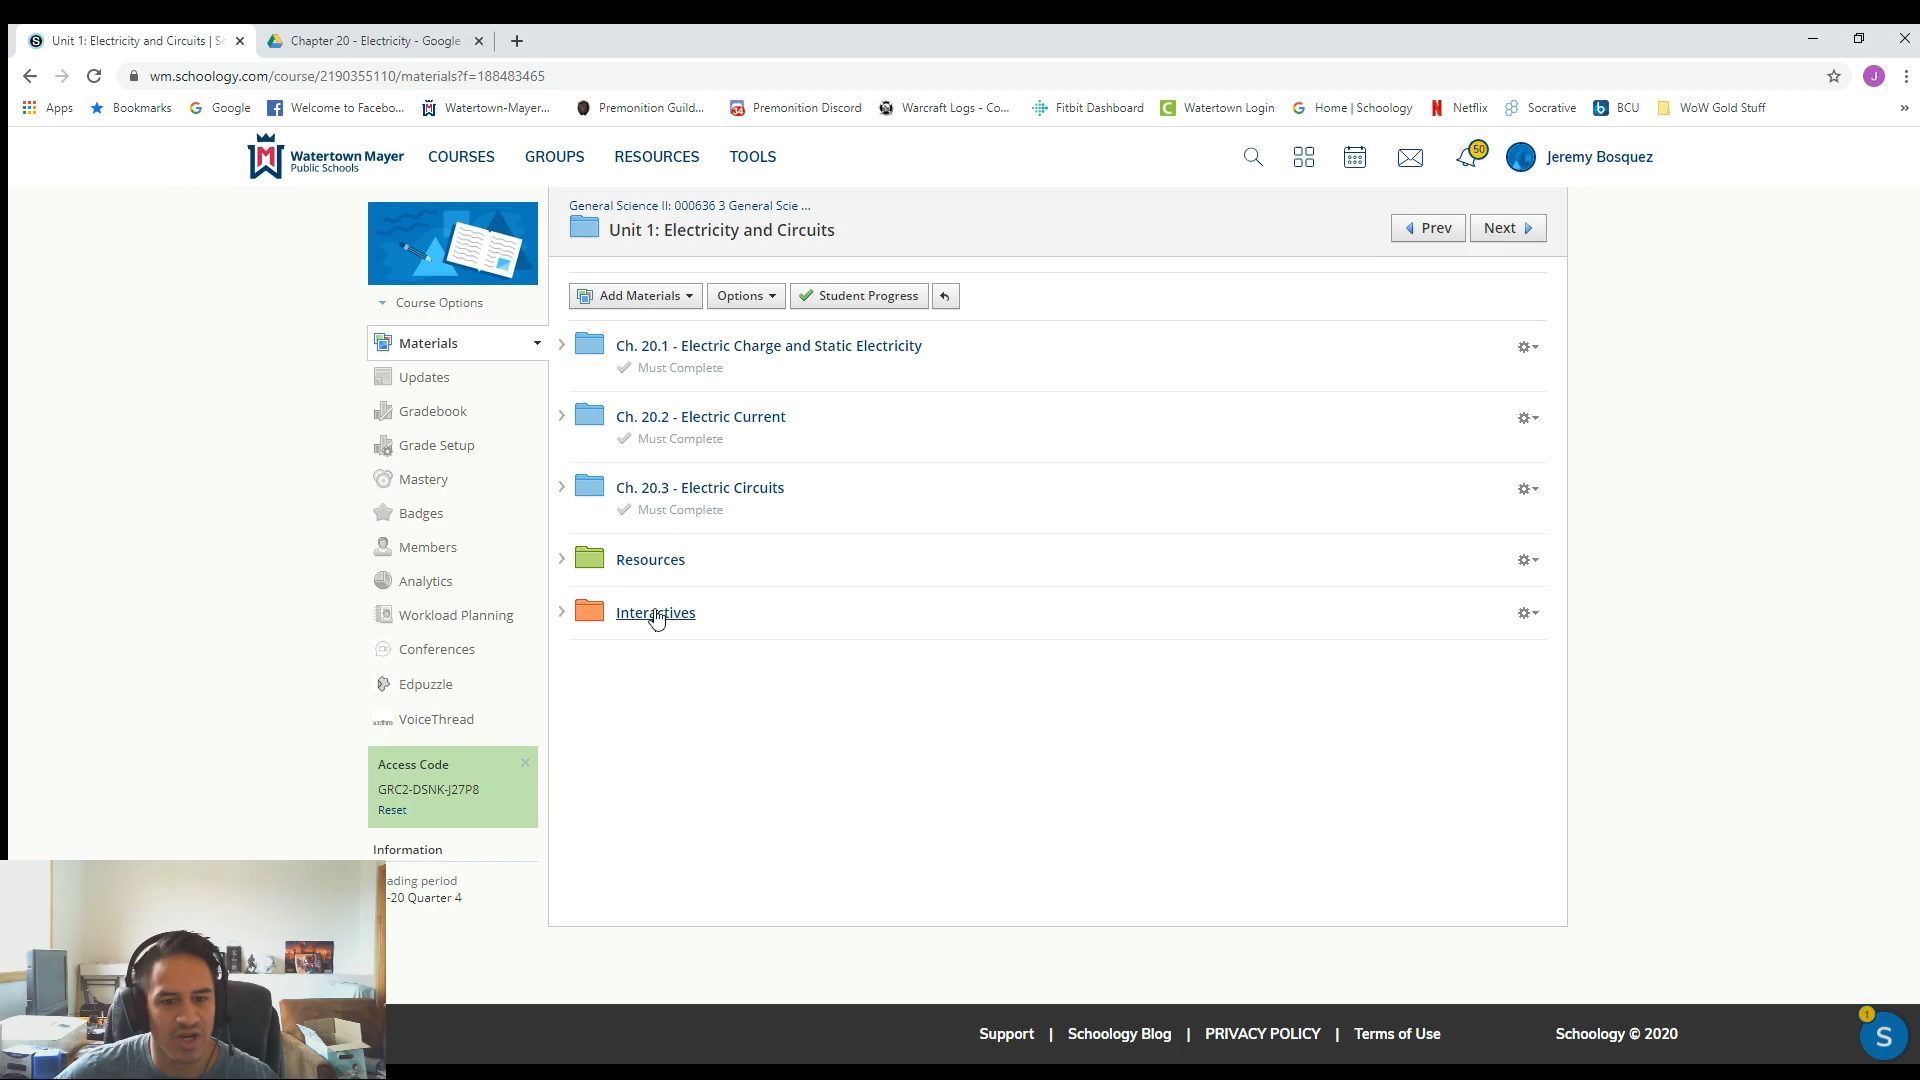 Unit 1: Electricity and Circuits | Sc
Chapter 20 - Electricity - Google
wm.schoology.com/course/2190355110/materials?f=188483465
J
Apps
Bookmarks
Google
Welcome to Facebo...
Watertown-Mayer...
Premonition Guild...
Premonition Discord
Warcraft Logs - Co...
Fitbit Dashboard
Watertown Login
Home | Schoology
Netflix
Socrative
BCU
WoW Gold Stuff
Watertown Mayer
Public Schools
COURSES
GROUPS
RESOURCES
TOOLS
50
Jeremy Bosquez
General Science II: 000636 3 General Scie ...
Unit 1: Electricity and Circuits
Prev
Next
Course Options
Materials
Updates
Gradebook
Grade Setup
Mastery
Badges
Members
Analytics
Workload Planning
Conferences
Edpuzzle
VoiceThread
Access Code
GRC2-DSNK-J27P8
Reset
Information
ading period
-20 Quarter 4
Add Materials
Options
Student Progress
Ch. 20.1 - Electric Charge and Static Electricity
Must Complete
Ch. 20.2 - Electric Current
Must Complete
Ch. 20.3 - Electric Circuits
Must Complete
Resources
Interactives
Support | Schoology Blog | PRIVACY POLICY | Terms of Use
Schoology © 2020
1
S